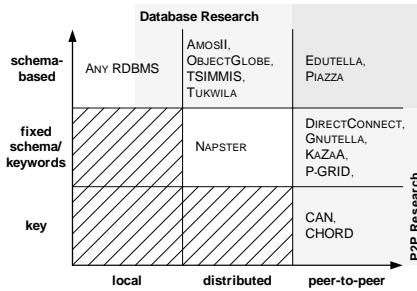 Database Research
schema-
based
ANY RDBMS
AMOSII,
OBJECTGLOBE,
TSIMMIS,
TUKWILA
EDUTELLA,
PIAZZA
fixed
schema/
keywords
NAPSTER
DIRECTCONNECT,
GNUTELLA,
KAZAA,
P-GRID,
key
CAN,
CHORD
P2P Research
local
distributed
peer-to-peer